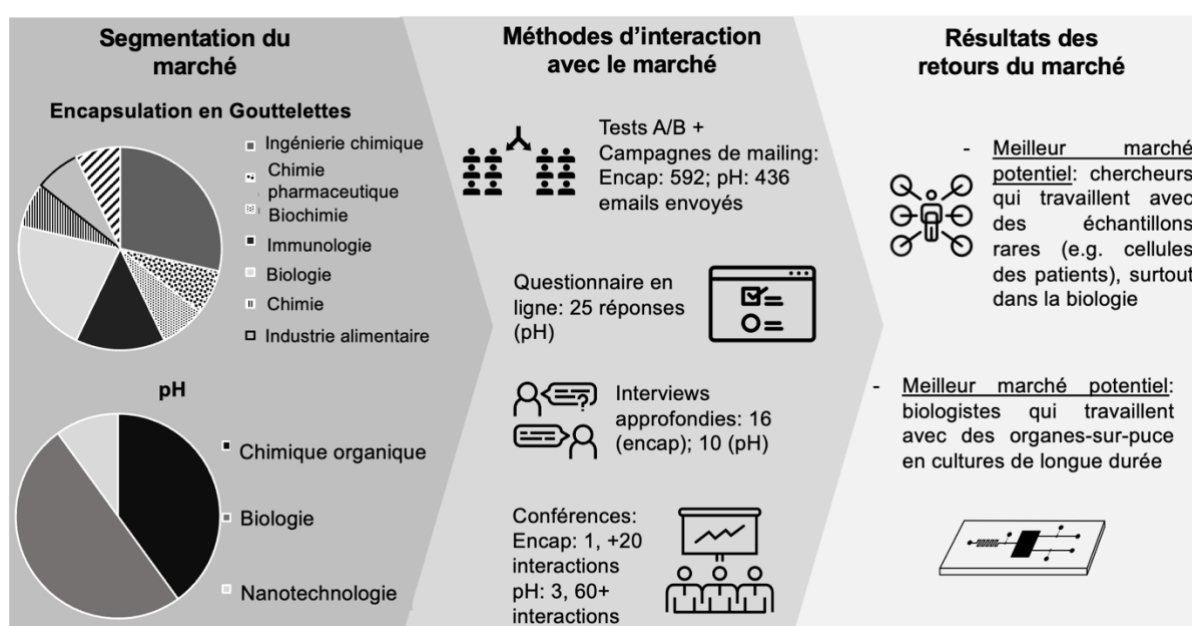 Segmentation du
marché
Encapsulation en Gouttelettes
Ingénierie chimique
Chimie
pharmaceutique
Biochimie
Immunologie
Biologie
Chimie
Industrie alimentaire
pH
Chimique organique
Biologie
Nanotechnologie
Méthodes d’interaction
avec le marché
Tests A/B +
Campagnes de mailing:
Encap: 592; pH: 436
emails envoyés
Questionnaire en
ligne: 25 réponses
(pH)
Interviews
approfondies: 16
(encap); 10 (pH)
Conférences:
Encap: 1, +20
interactions
pH: 3, 60+
interactions
Résultats des
retours du marché
- Meilleur marché
potentiel: chercheurs
qui travaillent avec
des échantillons
rares (e.g. cellules
des patients), surtout
dans la biologie
- Meilleur marché potentiel:
biologistes qui travaillent
avec des organes-sur-puce
en cultures de longue durée